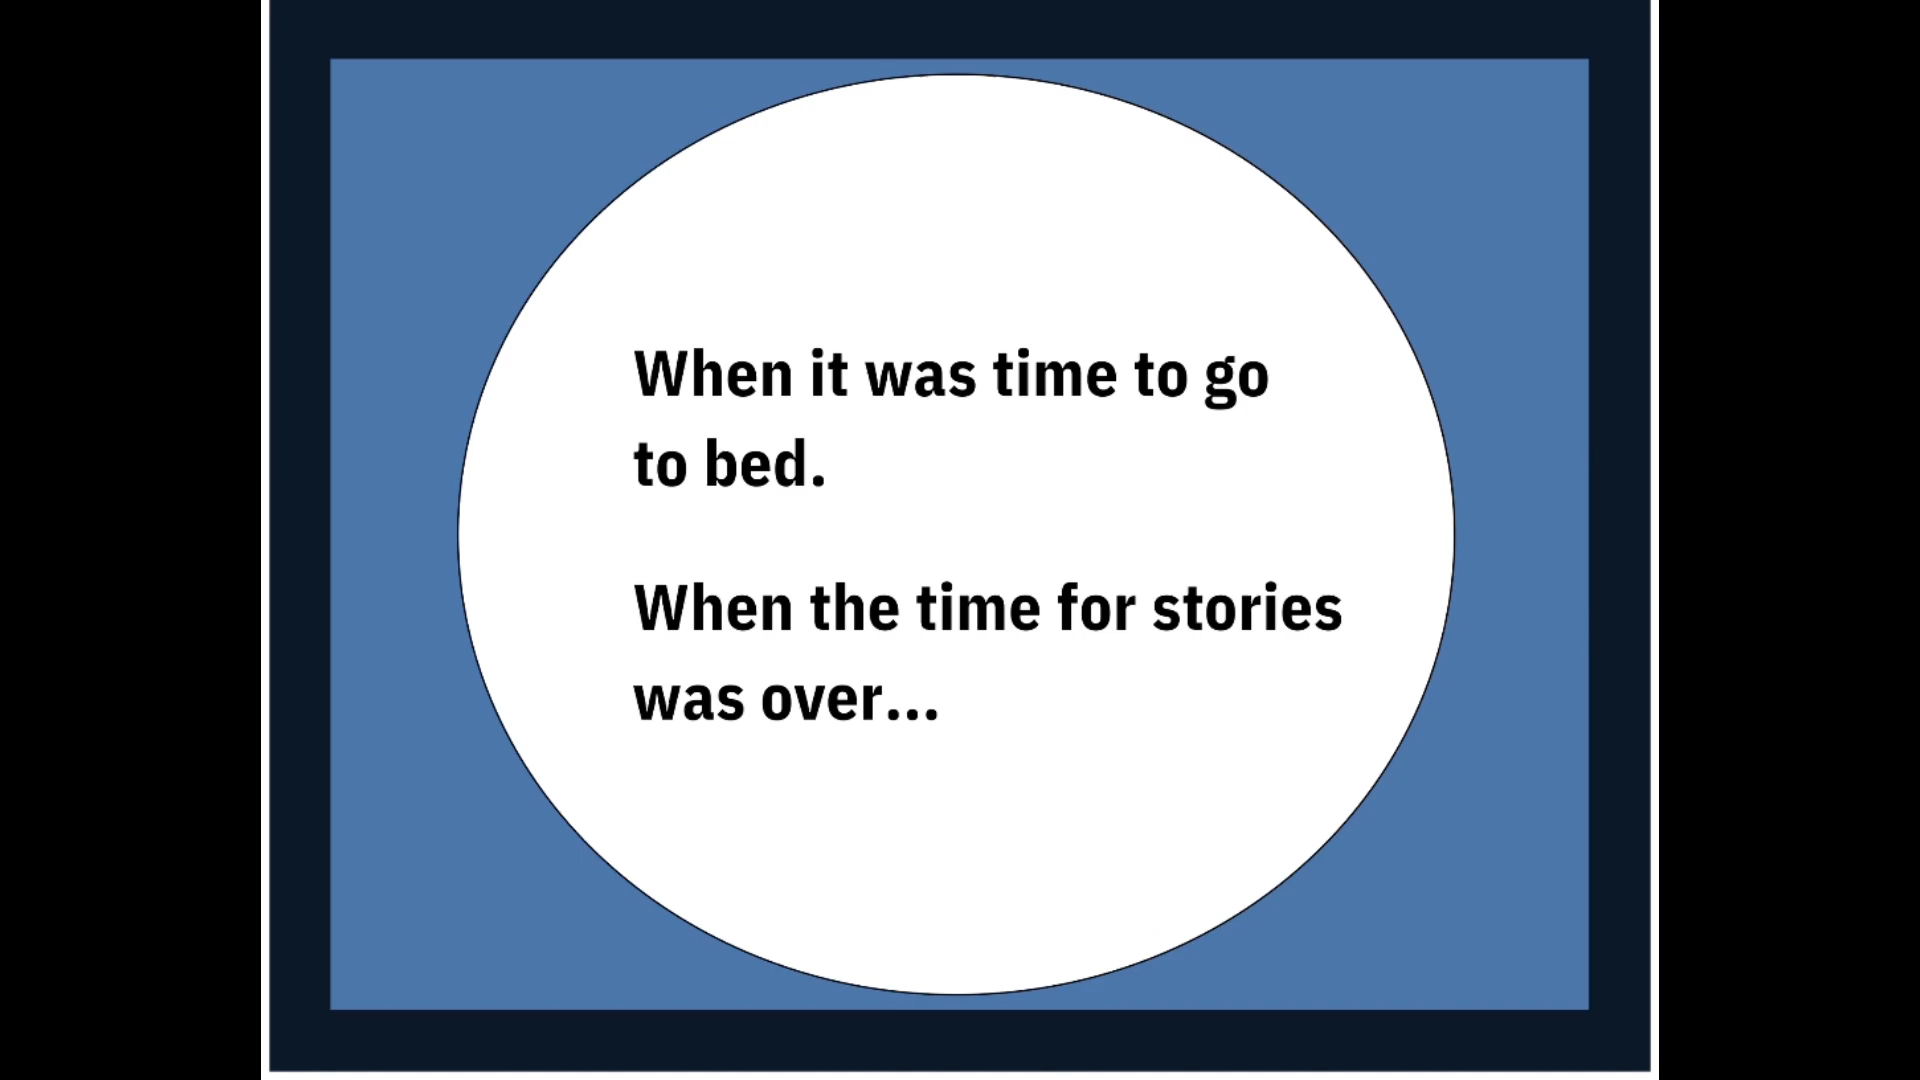 When it was time to go
to bed.
When the time for stories
was over...